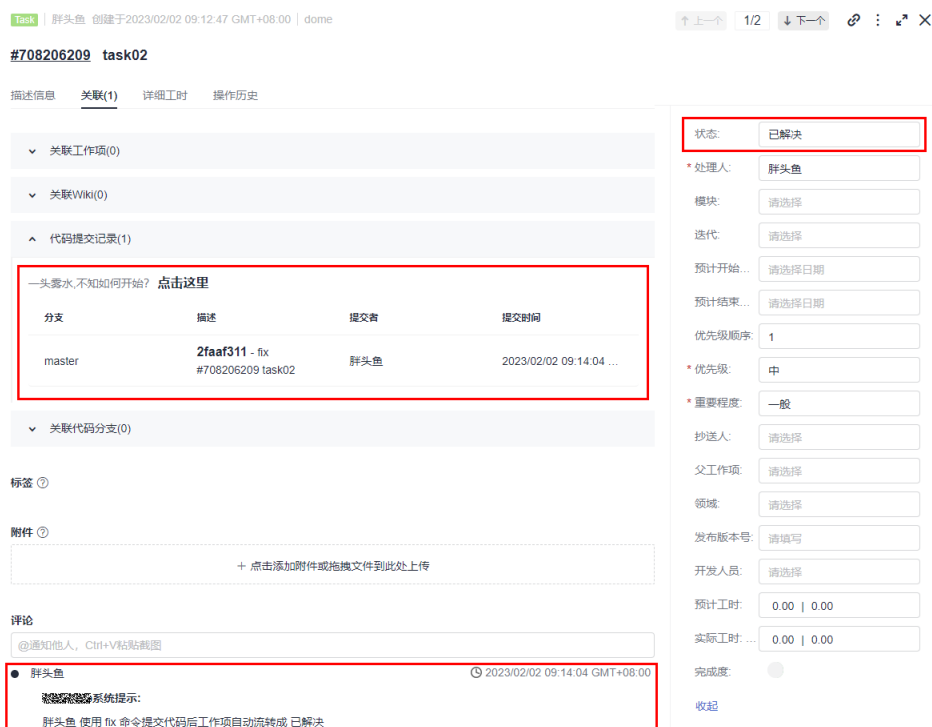 Task 胖头鱼 创建于2023/02/02 09:12:47 GMT+08:00 dome
上一个 1/2 下一个
#708206209 task02
描述信息 关联(1) 详细工时 操作历史
关联工作项(0)
关联Wiki(0)
代码提交记录(1)
一头雾水,不知如何开始? 点击这里
分支 描述 提交者 提交时间
master 2faaf311 - fix #708206209 task02 胖头鱼 2023/02/02 09:14:04 ...
关联代码分支(0)
标签
附件
+ 点击添加附件或拖拽文件到此处上传
评论
@通知他人, Ctrl+V粘贴截图
胖头鱼 2023/02/02 09:14:04 GMT+08:00
系统提示:
胖头鱼 使用 fix 命令提交代码后工作项自动流转成 已解决
状态: 已解决
* 处理人: 胖头鱼
模块: 请选择
迭代: 请选择
预计开始... 请选择日期
预计结束... 请选择日期
优先级顺序: 1
* 优先级: 中
* 重要程度: 一般
抄送人: 请选择
父工作项: 请选择
领域: 请选择
发布版本号: 请填写
开发人员: 请选择
预计工时: 0.00 | 0.00
实际工时: ... 0.00 | 0.00
完成度:
收起